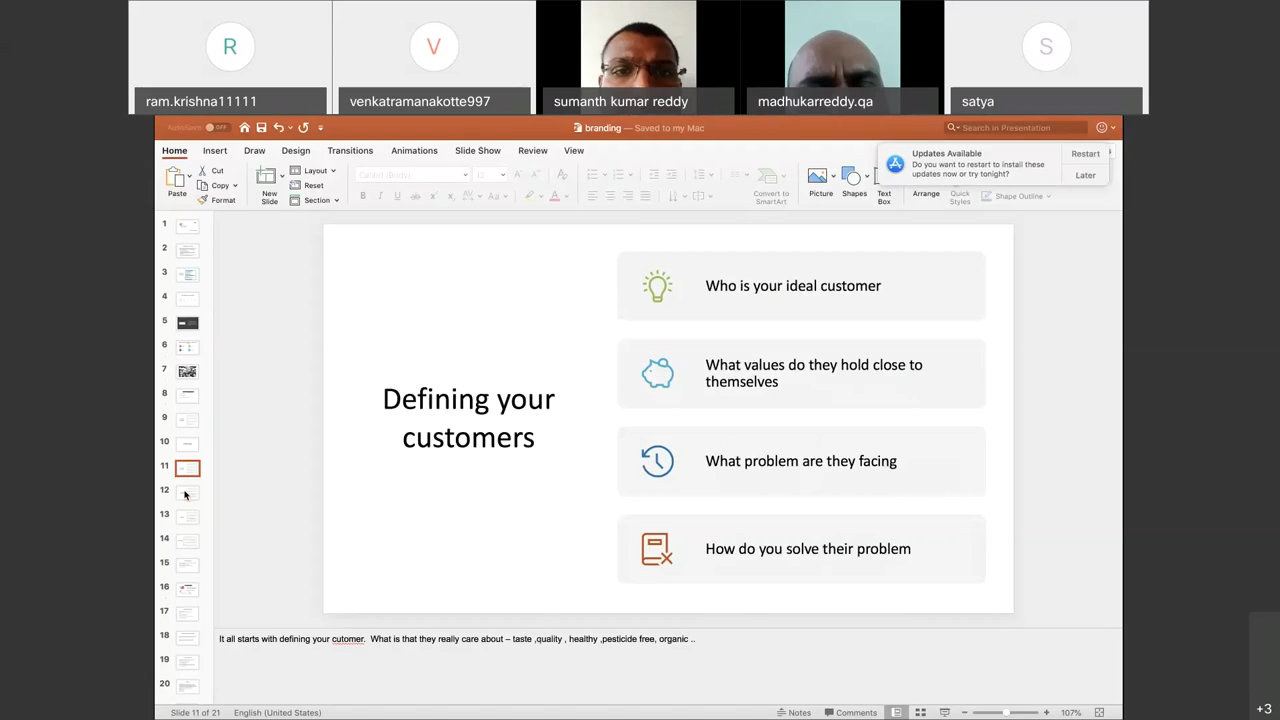 R
V
S
ram.krishna11111
venkatramanakotte997
sumanth kumar reddy
madhukarreddy.qa
satya
AutoSave OFF
branding — Saved to my Mac
Search in Presentation
Home
Insert
Draw
Design
Transitions
Animations
Slide Show
Review
View
Updates Available
Do you want to restart to install these
updates now or try tonight?
Restart
Later
Paste
Cut
Copy
Format
New
Slide
Layout
Reset
Section
Calibri (Body)
12
Convert to
SmartArt
Picture
Shapes
Text
Box
Arrange
Quick
Styles
Shape Outline
1
2
3
4
5
6
7
8
9
10
11
12
13
14
15
16
17
18
19
20
Defining your
customers
Who is your ideal customer
What values do they hold close to
themselves
What problem are they facing
How do you solve their problem
It all starts with defining your cutomer. What is that they really care about – taste ,quality , healthy ,pesticide free, organic ..
Slide 11 of 21
English (United States)
Notes
Comments
107%
+3